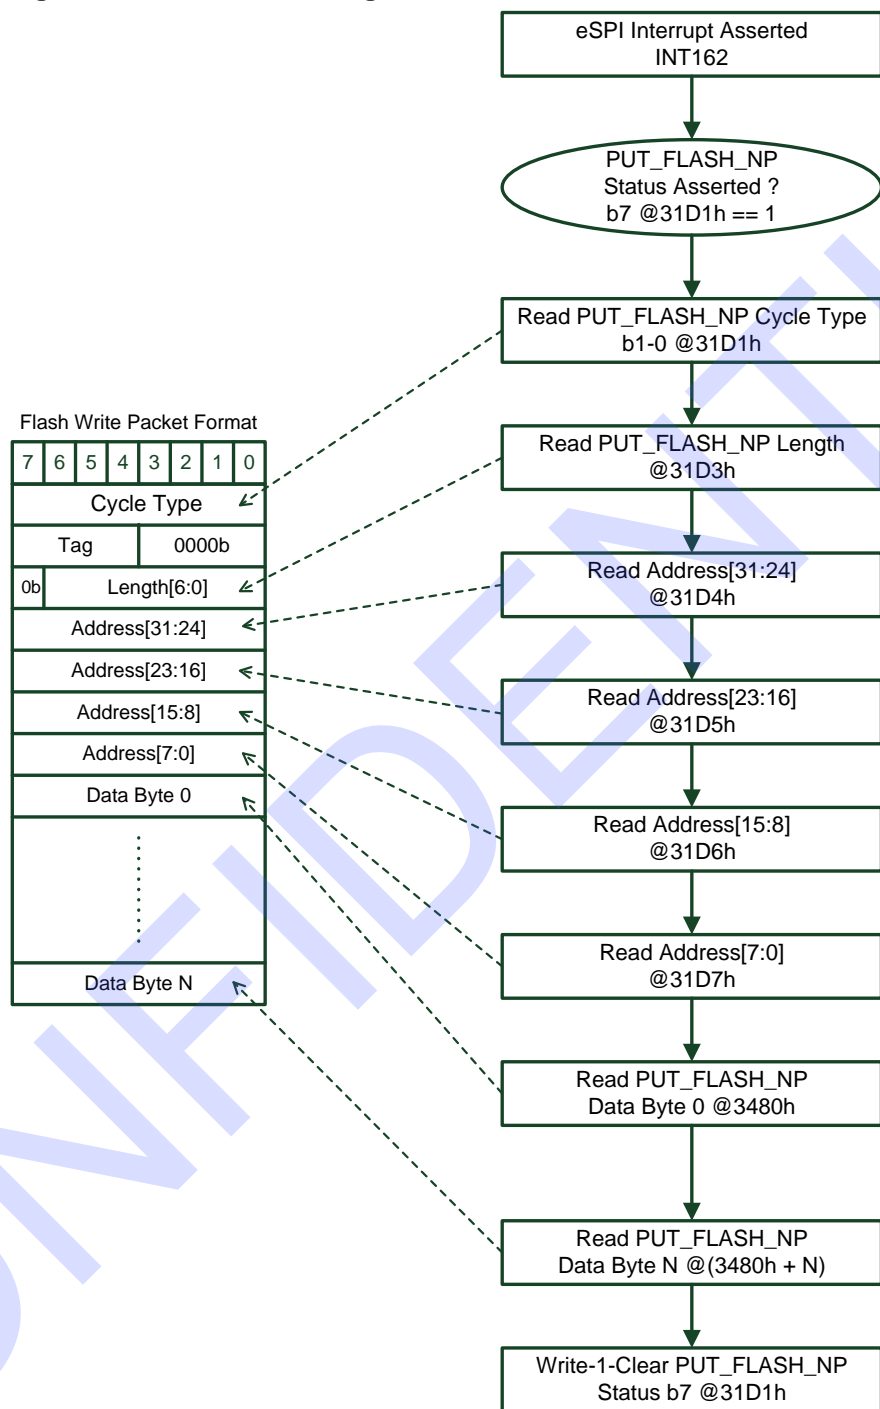 eSPI Interrupt Asserted
INT162
PUT_FLASH_NP
Status Asserted ?
b7 @31D1h == 1
Read PUT_FLASH_NP Cycle Type
b1-0 @31D1h
Read PUT_FLASH_NP Length
@31D3h
Read Address[31:24]
@31D4h
Read Address[23:16]
@31D5h
Read Address[15:8]
@31D6h
Read Address[7:0]
@31D7h
Read PUT_FLASH_NP
Data Byte 0 @3480h
Read PUT_FLASH_NP
Data Byte N @(3480h + N)
Write-1-Clear PUT_FLASH_NP
Status b7 @31D1h
Flash Write Packet Format
7 6 5 4 3 2 1 0
Cycle Type
Tag 0000b
0b Length[6:0]
Address[31:24]
Address[23:16]
Address[15:8]
Address[7:0]
Data Byte 0
Data Byte N
ONFIDENTI